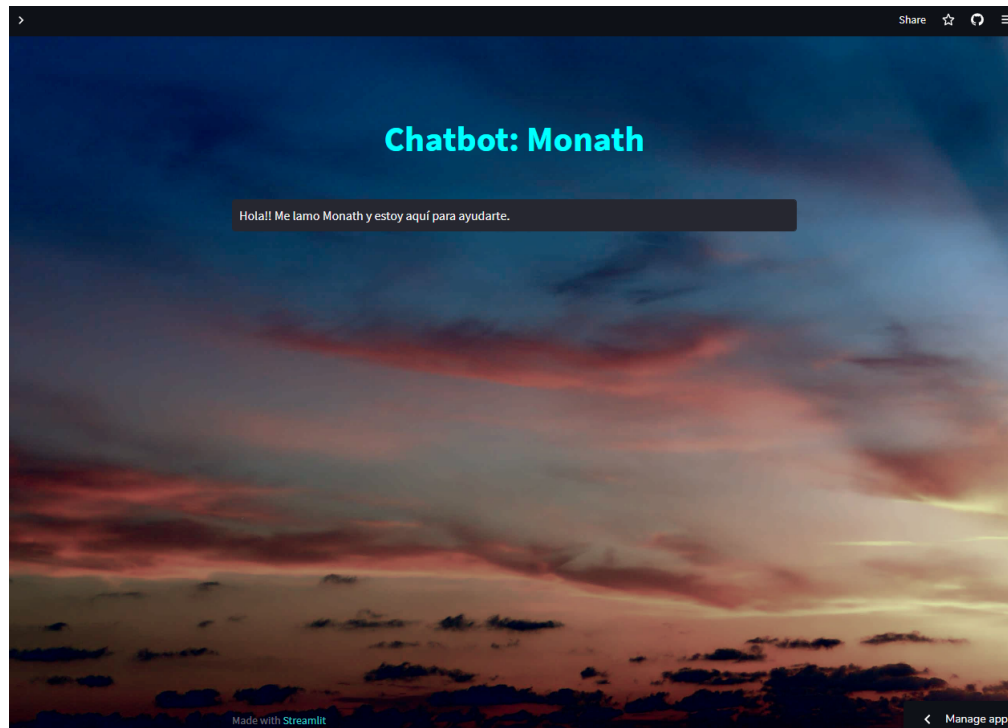 Share
Chatbot: Monath
Hola!! Me lamo Monath y estoy aquí para ayudarte.
Made with Streamlit
Manage app